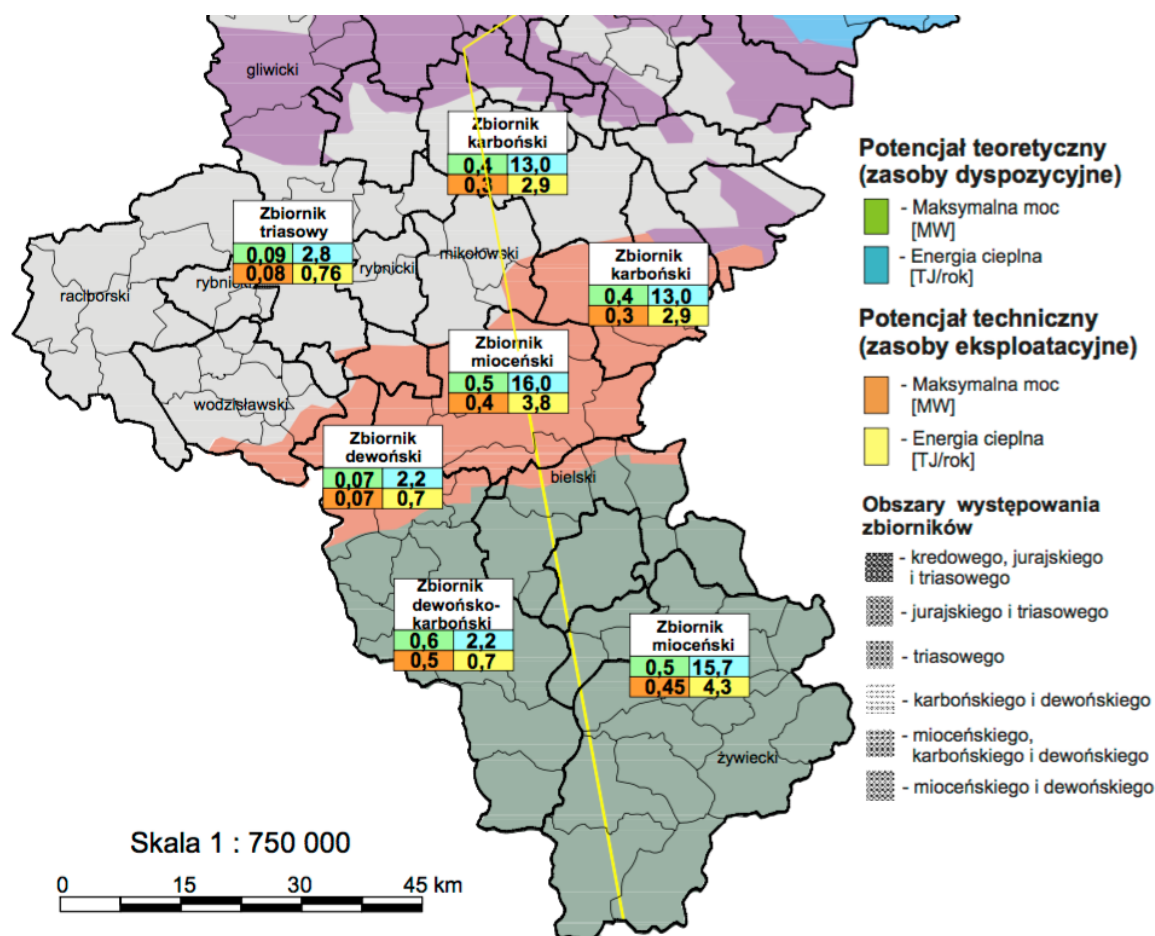 gliwicki
Zbiornik
karboński
0,4 13,0
0,3 2,9
Zbiornik
triasowy
0,09 2,8
0,08 0,76
mikołowski
rybnicki
rybnicki
raciborski
Zbiornik
karboński
0,4 13,0
0,3 2,9
Zbiornik
mioceński
0,5 16,0
0,4 3,8
wodzisławski
Zbiornik
dewoński
0,07 2,2
0,07 0,7
bielski
Zbiornik
dewońsko-
karboński
0,6 2,2
0,5 0,7
Zbiornik
mioceński
0,5 15,7
0,45 4,3
żywiecki
Skala 1 : 750 000
0 15 30 45 km
Potencjał teoretyczny
(zasoby dyspozycyjne)
- Maksymalna moc
[MW]
- Energia cieplna
[TJ/rok]
Potencjał techniczny
(zasoby eksploatacyjne)
- Maksymalna moc
[MW]
- Energia cieplna
[TJ/rok]
Obszary występowania
zbiorników
- kredowego, jurajskiego
i triasowego
- jurajskiego i triasowego
- triasowego
- karbońskiego i dewońskiego
- mioceńskiego,
karbońskiego i dewońskiego
- mioceńskiego i dewońskiego